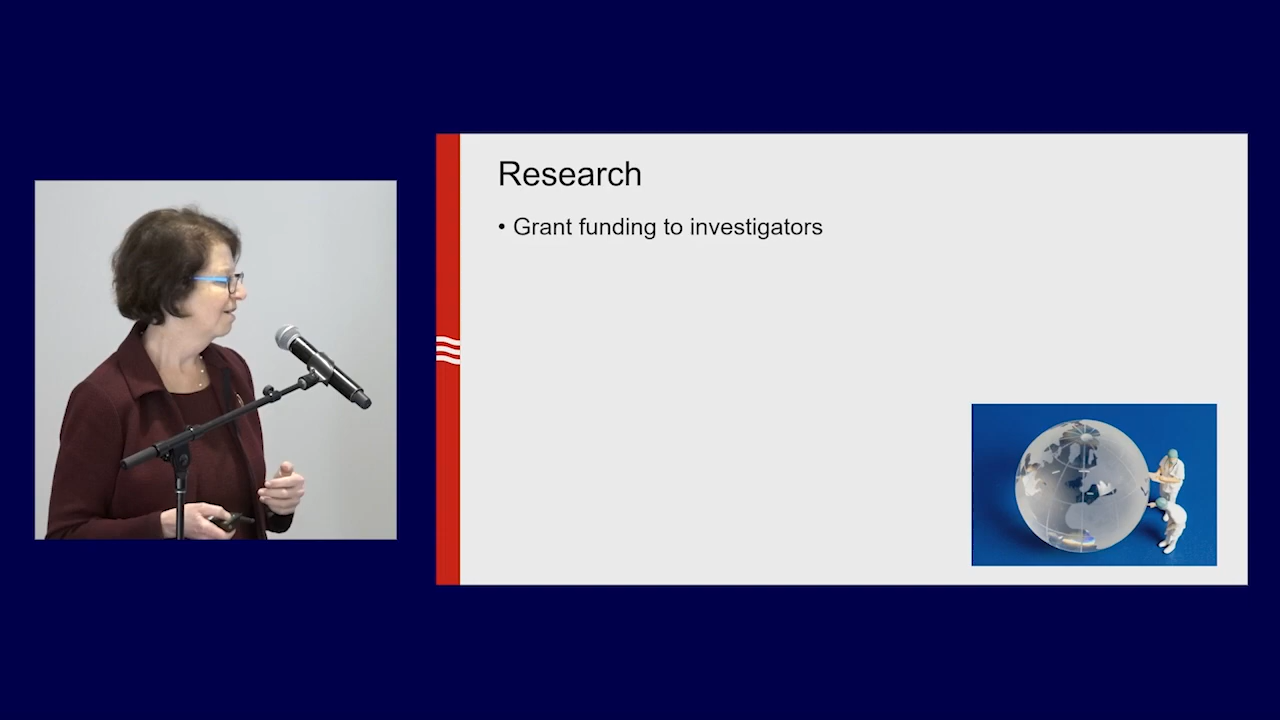 Research
• Grant funding to investigators